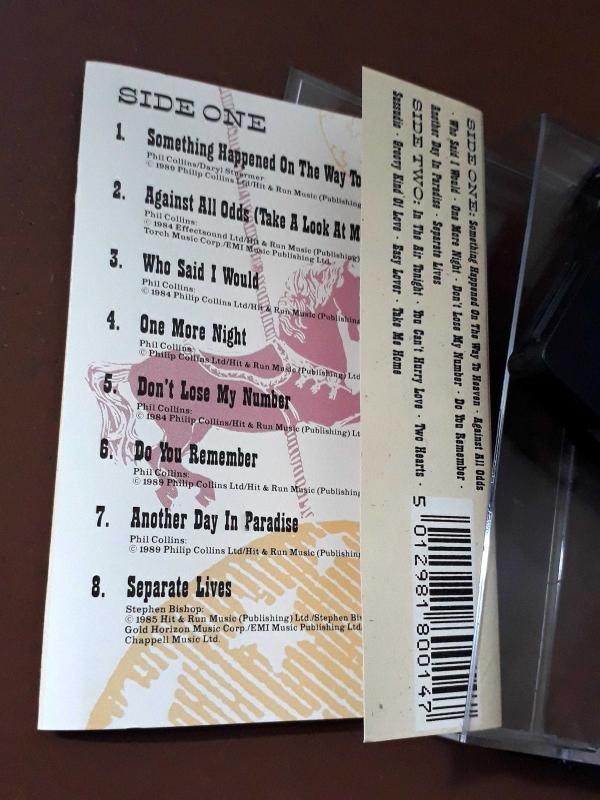 SIDE ONE
1. Something Happened On The Way To
Phil Collins/Daryl Stuermer
© 1989 Philip Collins Ltd/Hit & Run Music (Publishing
2. Against All Odds (Take A Look At M
Phil Collins:
© 1984 Effectsound Ltd/Hit & Run Music (Publishing)
Torch Music Corp./EMI Music Publishing Ltd.
3. Who Said I Would
Phil Collins:
© 1984 Philip Collins Ltd/Hit & Run Music (Publishing
4. One More Night
Phil Collins:
© Philip Collins Ltd/Hit & Run Music (Publishing) Ltd
5. Don't Lose My Number
Phil Collins:
© 1984 Philip Collins Ltd/Hit & Run Music (Publishing) Lt
6. Do You Remember
Phil Collins:
© 1989 Philip Collins Ltd/Hit & Run Music (Publishing
7. Another Day In Paradise
Phil Collins:
© 1989 Philip Collins Ltd/Hit & Run Music (Publishing
8. Separate Lives
Stephen Bishop:
© 1985 Hit & Run Music (Publishing) Ltd./Stephen Bis
Gold Horizon Music Corp./EMI Music Publishing Ltd
Chappell Music Ltd.
SIDE ONE: Something Happened On The Way To Heaven · Against All Odds
· Who Said I Would · One More Night · Don't Lose My Number · Do You Remember ·
Another Day In Paradise · Separate Lives
SIDE TWO: In The Air Tonight · You Can't Hurry Love · Two Hearts ·
Sussudio · Groovy Kind Of Love · Easy Lover · Take Me Home
5 012981 800147